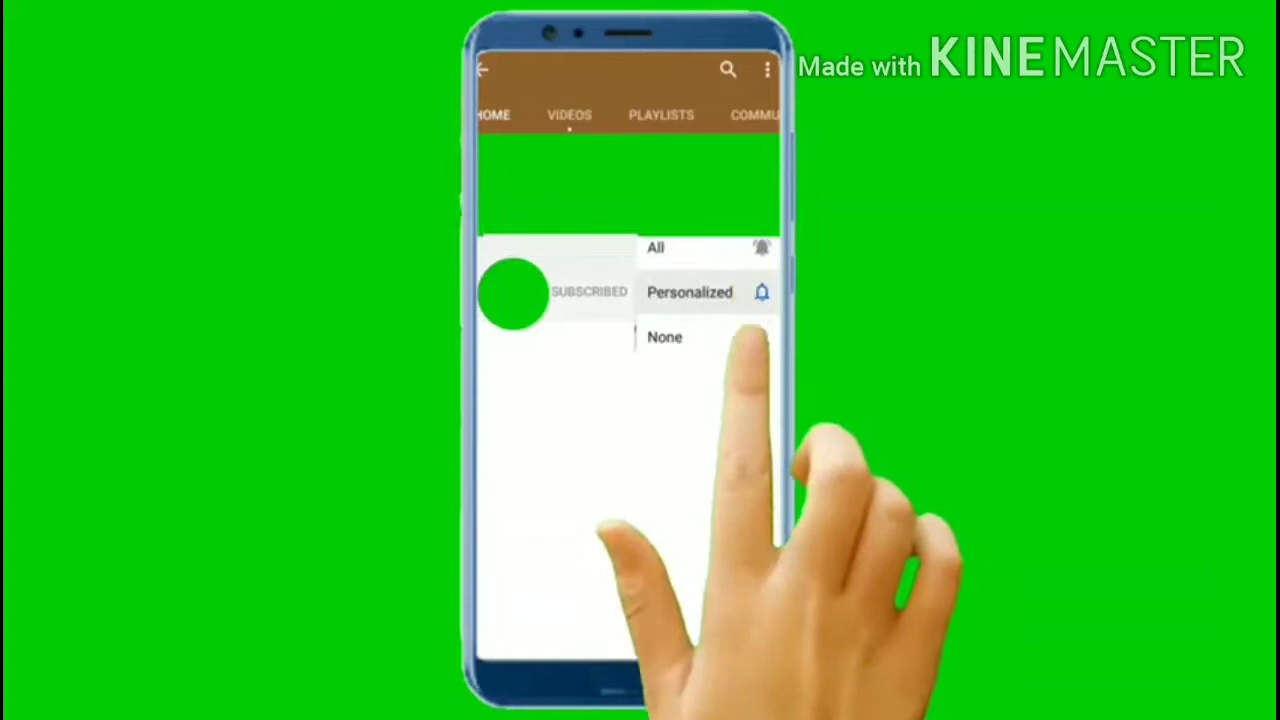 Made with KINEMASTER
HOME VIDEOS PLAYLISTS COMMU
All
SUBSCRIBED Personalized
None